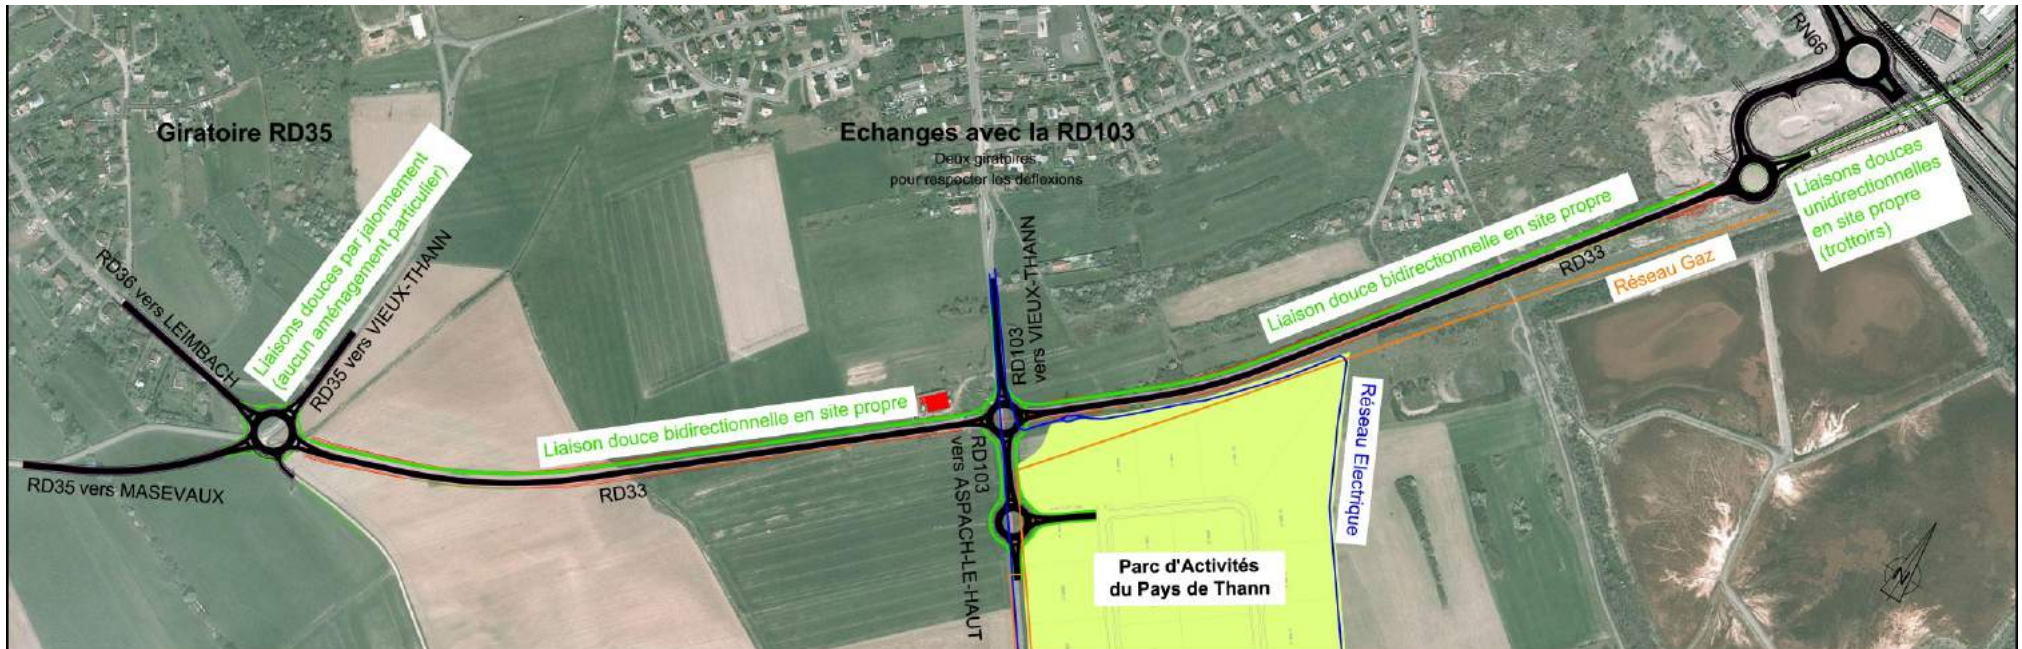 Giratoire RD35
Echanges avec la RD103
Deux giratoires
pour respecter les déflexions
RN66
Liaisons douces par jalonnement
(aucun aménagement particulier)
RD36 vers LEIMBACH
RD35 vers VIEUX-THANN
RD35 vers MASEVAUX
Liaison douce bidirectionnelle en site propre
RD33
RD103
vers VIEUX-THANN
RD103
vers ASPACH-LE-HAUT
Liaison douce bidirectionnelle en site propre
RD33
Réseau Gaz
Liaisons douces
unidirectionnelles
en site propre
(trottoirs)
Réseau Electrique
Parc d'Activités
du Pays de Thann
N